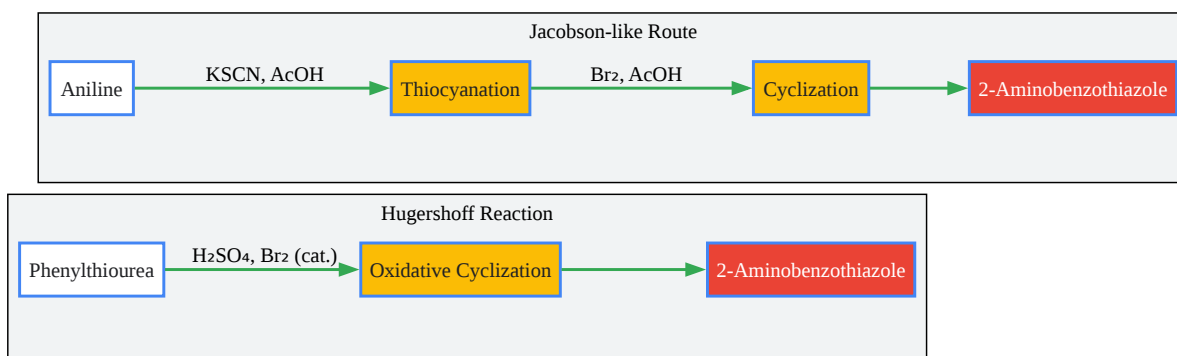 Jacobson-like Route
Aniline
KSCN, AcOH
Thiocyanation
Br₂, AcOH
Cyclization
2-Aminobenzothiazole
Hugershoff Reaction
Phenylthiourea
H₂SO₄, Br₂ (cat.)
Oxidative Cyclization
2-Aminobenzothiazole